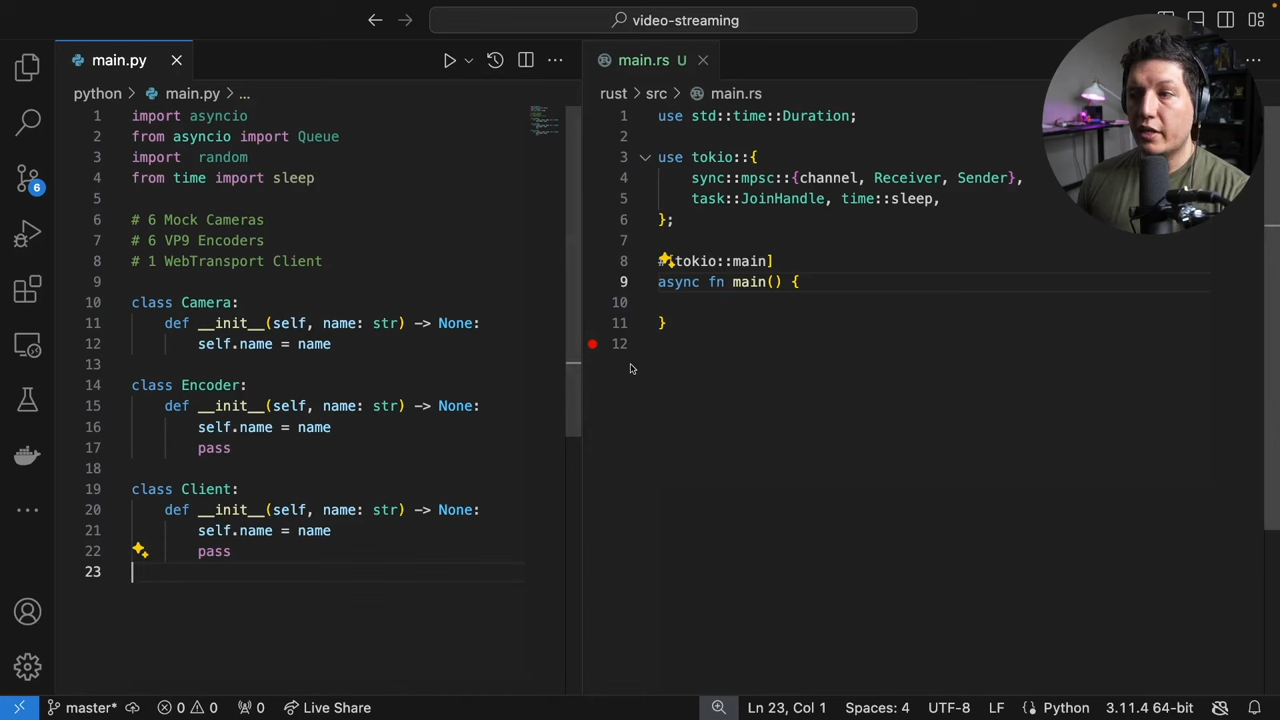 video-streaming
main.py
python > main.py > ...
1 import asyncio
2 from asyncio import Queue
3 import  random
4 from time import sleep
5
6 # 6 Mock Cameras
7 # 6 VP9 Encoders
8 # 1 WebTransport Client
9
10 class Camera:
11 def __init__(self, name: str) -> None:
12 self.name = name
13
14 class Encoder:
15 def __init__(self, name: str) -> None:
16 self.name = name
17 pass
18
19 class Client:
20 def __init__(self, name: str) -> None:
21 self.name = name
22 pass
23
main.rs U
rust > src > main.rs
1 use std::time::Duration;
2
3 use tokio::{
4 sync::mpsc::{channel, Receiver, Sender},
5 task::JoinHandle, time::sleep,
6 };
7
8 #[tokio::main]
9 async fn main() {
10
11 }
12
6
master* 0 0 0 Live Share
Ln 23, Col 1 Spaces: 4 UTF-8 LF Python 3.11.4 64-bit